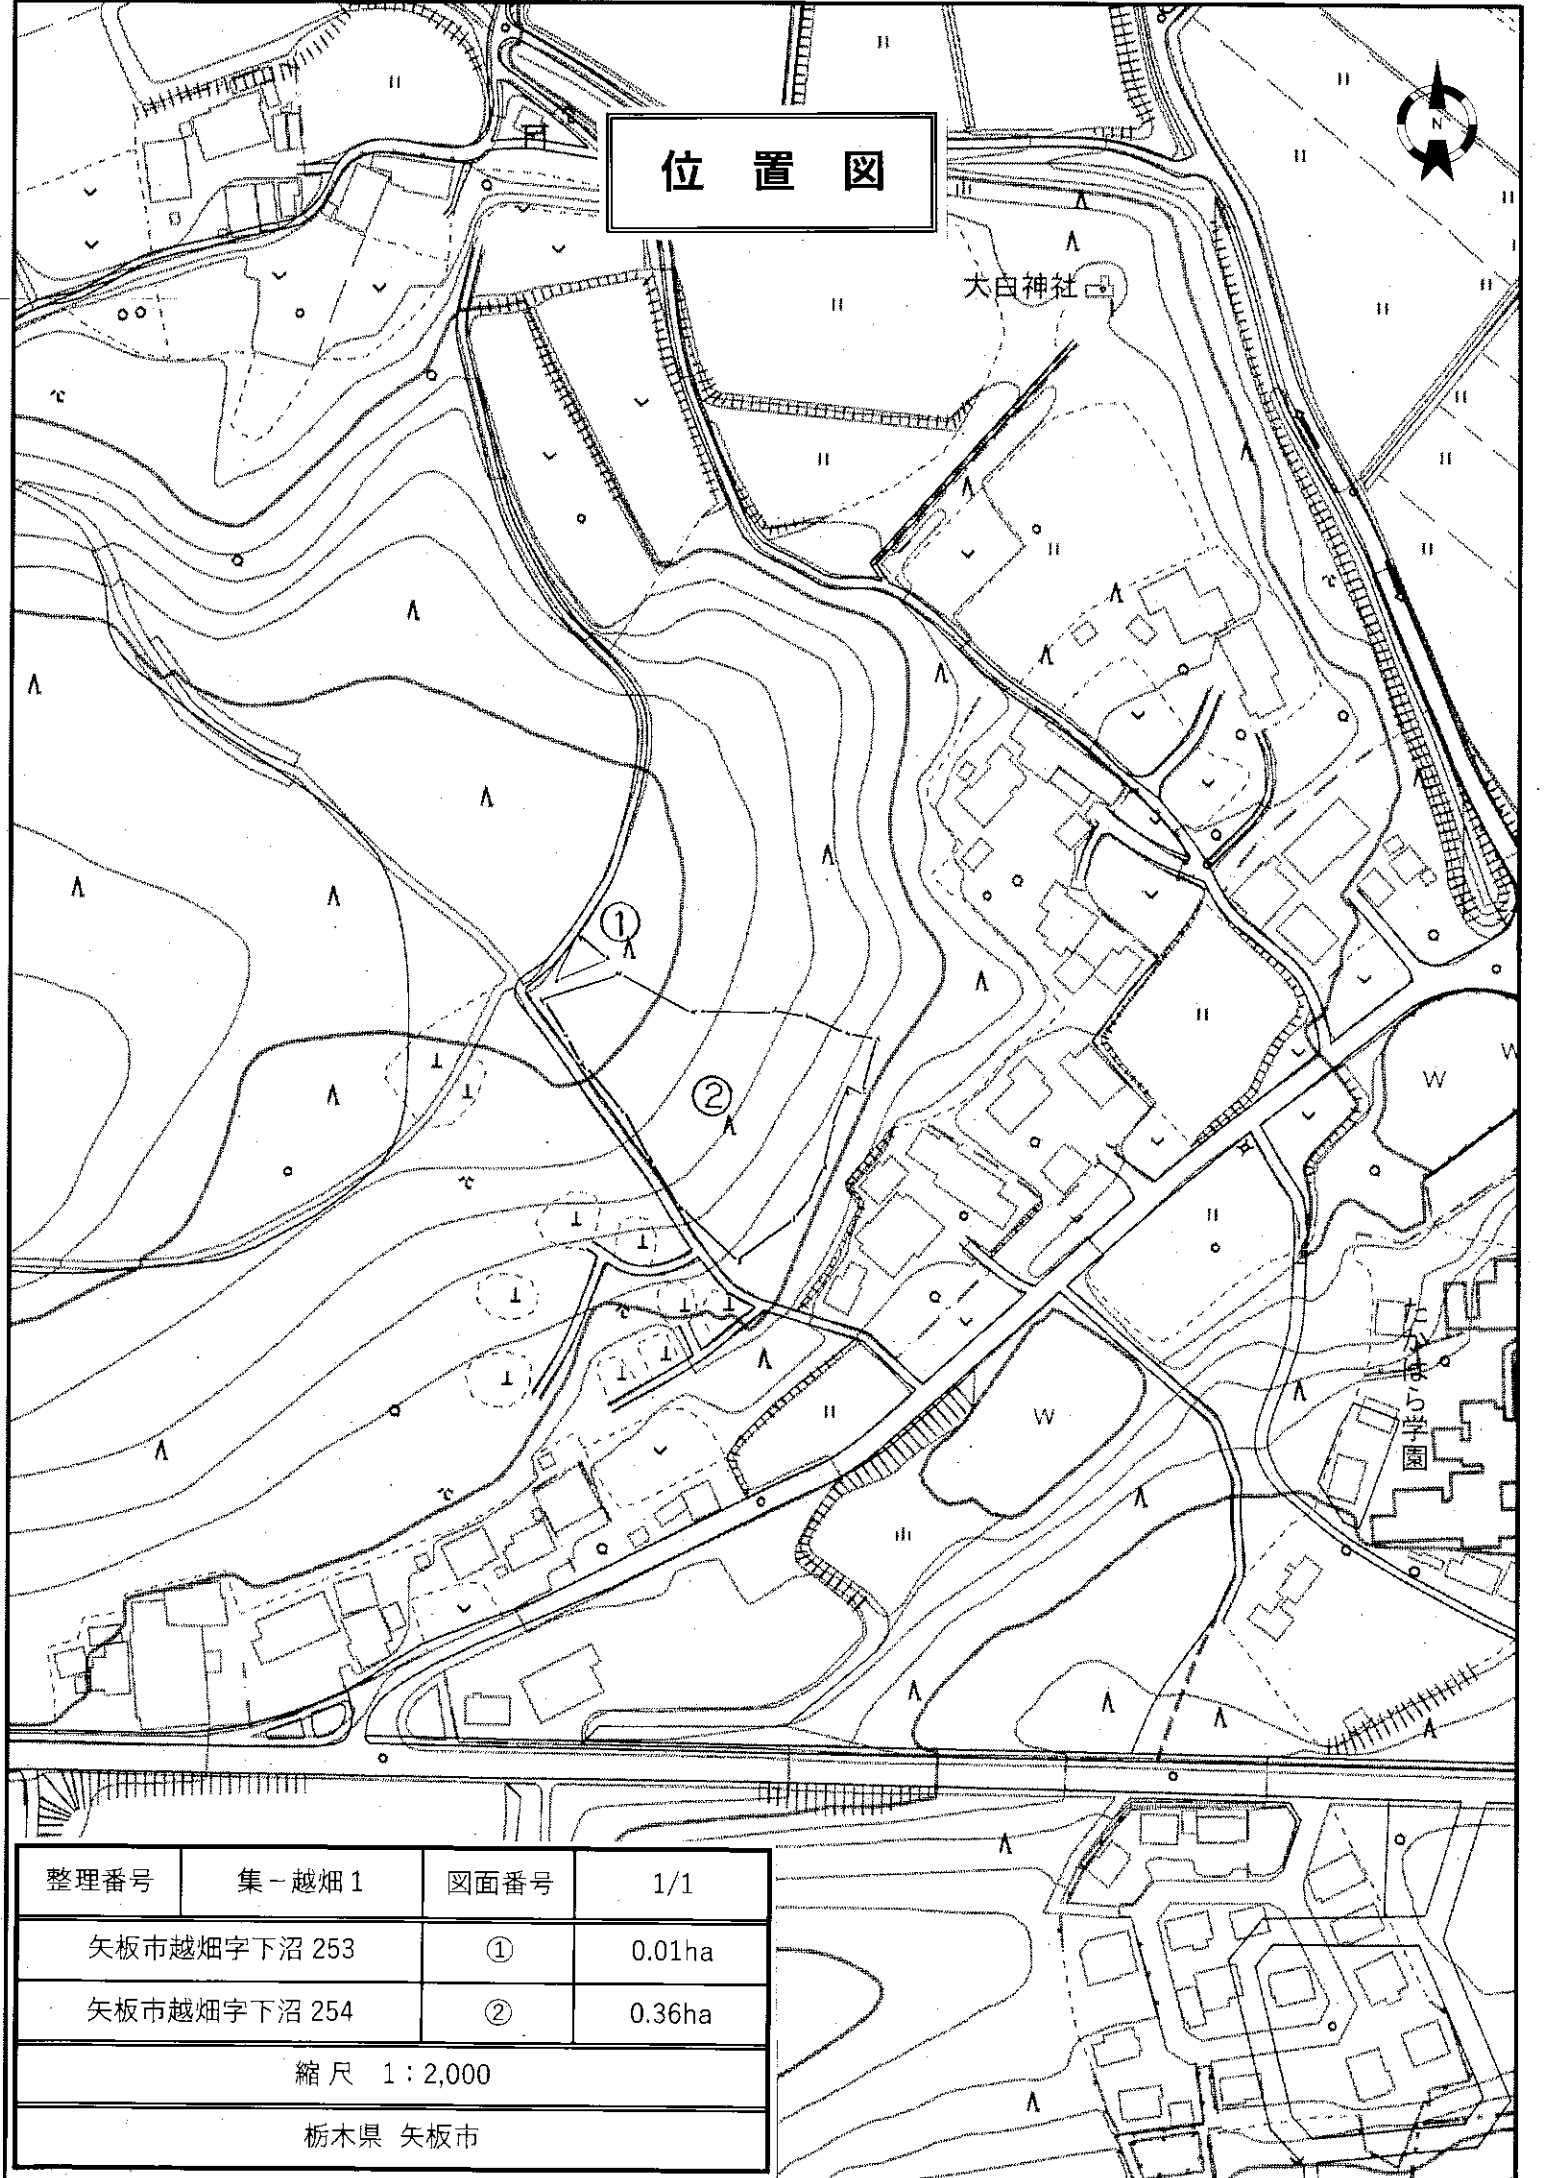 位 置 図
N
大白神社
①
②
W
W
W
たかはら学園
整理番号 集－越畑1 図面番号 1/1
矢板市越畑字下沼 253 ① 0.01ha
矢板市越畑字下沼 254 ② 0.36ha
縮 尺 1：2,000
栃木県 矢板市